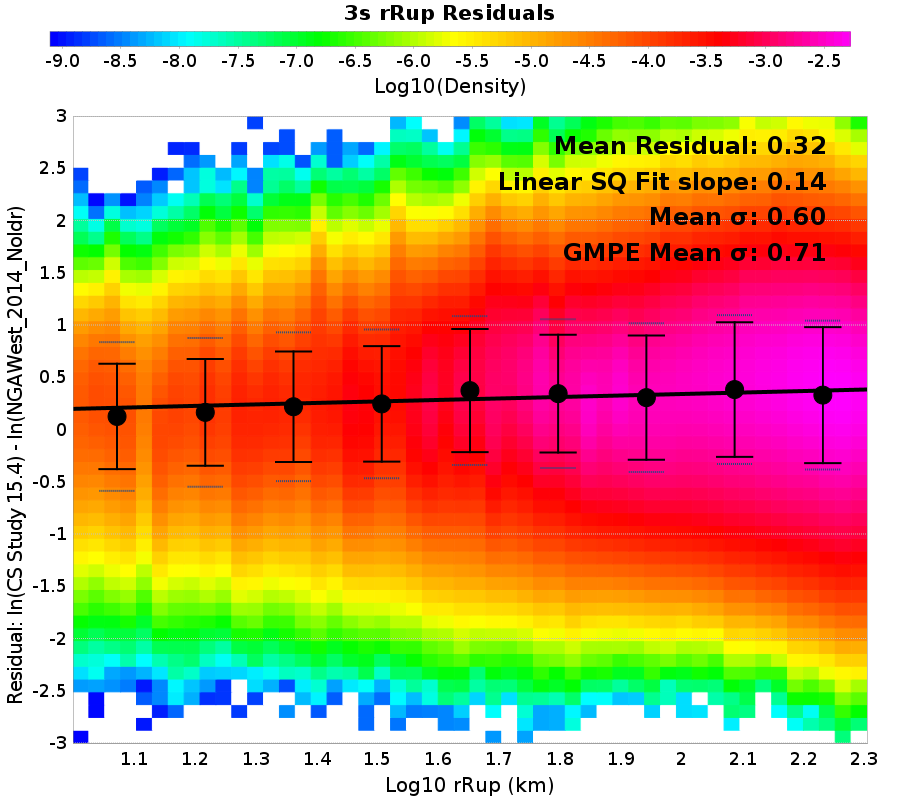 3s rRup Residuals
-9.0 -8.5 -8.0 -7.5 -7.0 -6.5 -6.0 -5.5 -5.0 -4.5 -4.0 -3.5 -3.0 -2.5
Log10(Density)
Mean Residual: 0.32
Linear SQ Fit slope: 0.14
Mean σ: 0.60
GMPE Mean σ: 0.71
Residual: ln(CS Study 15.4) - ln(NGAWest_2014_NoIdr)
3
2.5
2
1.5
1
0.5
0
-0.5
-1
-1.5
-2
-2.5
-3
1.1 1.2 1.3 1.4 1.5 1.6 1.7 1.8 1.9 2 2.1 2.2 2.3
Log10 rRup (km)